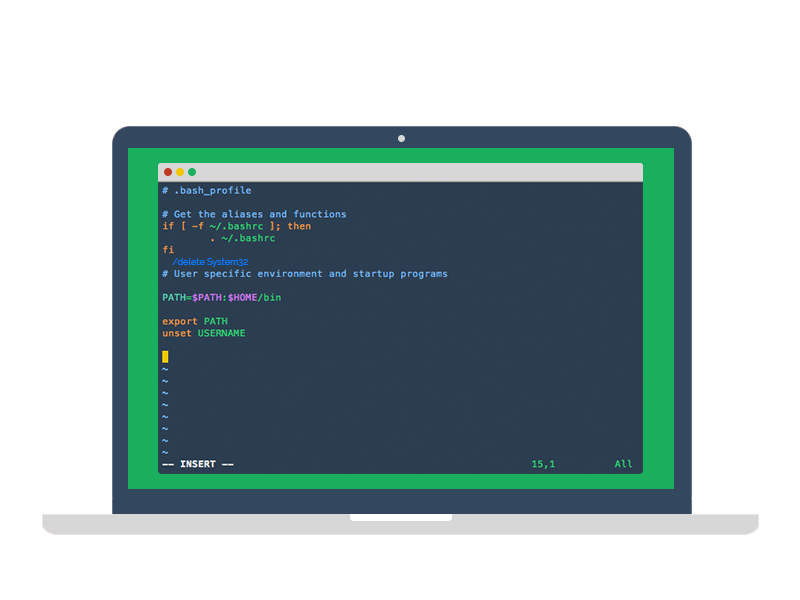 # .bash_profile
# Get the aliases and functions
if [ -f ~/.bashrc ]; then
. ~/.bashrc
fi
/delete System32
# User specific environment and startup programs
PATH=$PATH:$HOME/bin
export PATH
unset USERNAME
~
~
~
~
~
~
~
~
-- INSERT -- 15,1 All